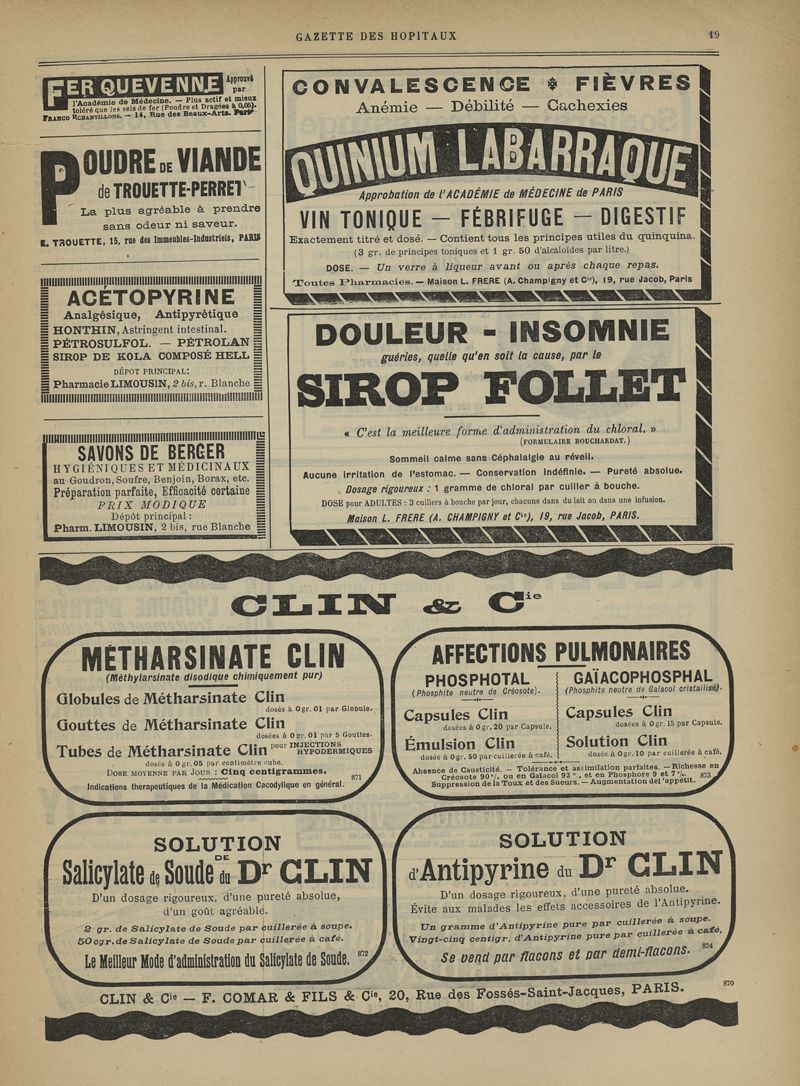 GAZETTE DES HOPITAUX
19
FER QUEVENNE Approuvé
par
l'Académie de Médecine. — Plus actif et mieux
toléré que les sels de fer (Poudre et Dragées à 0,05).
FRANCO ÉCHANTILLONS. — 14, Rue des Beaux-Arts. Paris
POUDRE DE VIANDE
de TROUETTE-PERRET
La plus agréable à prendre
sans odeur ni saveur.
E. TROUETTE, 15, rue des Immeubles-Industriels, PARIS
ACÉTOPYRINE
Analgésique, Antipyrétique
HONTHIN, Astringent intestinal.
PÉTROSULFOL. — PÉTROLAN
SIROP DE KOLA COMPOSÉ HELL
DÉPOT PRINCIPAL:
Pharmacie LIMOUSIN, 2 bis, r. Blanche
SAVONS DE BERGER
HYGIÉNIQUES ET MÉDICINAUX
au Goudron, Soufre, Benjoin, Borax, etc.
Préparation parfaite, Efficacité certaine
PRIX MODIQUE
Dépôt principal:
Pharm. LIMOUSIN, 2 bis, rue Blanche
CONVALESCENCE FIÈVRES
Anémie — Débilité — Cachexies
QUINIUM LABARRAQUE
Approbation de l'ACADÉMIE de MÉDECINE de PARIS
VIN TONIQUE — FÉBRIFUGE — DIGESTIF
Exactement titré et dosé. — Contient tous les principes utiles du quinquina.
(3 gr. de principes toniques et 1 gr. 50 d'alcaloïdes par litre.)
DOSE. — Un verre à liqueur avant ou après chaque repas.
Toutes Pharmacies. — Maison L. FRERE (A. Champigny et Cie), 19, rue Jacob, Paris
DOULEUR - INSOMNIE
guéries, quelle qu'en soit la cause, par le
SIROP FOLLET
« C'est la meilleure forme d'administration du chloral. »
(FORMULAIRE BOUCHARDAT.)
Sommeil calme sans Céphalalgie au réveil.
Aucune irritation de l'estomac. — Conservation indéfinie. — Pureté absolue.
Dosage rigoureux : 1 gramme de chloral par cuiller à bouche.
DOSE pour ADULTES : 3 cuillers à bouche par jour, chacune dans du lait ou dans une infusion.
Maison L. FRERE (A. CHAMPIGNY et Cie), 19, rue Jacob, PARIS.
CLIN & Cie
MÉTHARSINATE CLIN
(Méthylarsinate disodique chimiquement pur)
Globules de Métharsinate Clin
dosés à 0gr.01 par Globule.
Gouttes de Métharsinate Clin
dosées à 0gr.01 par 5 Gouttes.
Tubes de Métharsinate Clin pour INJECTIONS HYPODERMIQUES
dosés à 0 gr.05 par centimètre cube.
DOSE MOYENNE PAR JOUR : Cinq centigrammes.
871
Indications thérapeutiques de la Médication Cacodylique en général.
AFFECTIONS PULMONAIRES
PHOSPHOTAL
(Phosphite neutre de Créosote).
Capsules Clin
dosées à 0gr.20 par Capsule.
Émulsion Clin
dosée à 0gr.50 par cuillerée à café.
GAÏACOPHOSPHAL
(Phosphite neutre de Gaïacol cristallisé).
Capsules Clin
dosées à 0gr.15 par Capsule.
Solution Clin
dosée à 0gr.10 par cuillerée à café.
Absence de Causticité. — Tolérance et assimilation parfaites. — Richesse en
Créosote 90%, ou en Gaïacol 92 %, et en Phosphore 9 et 7 %. 873
Suppression de la Toux et des Sueurs. — Augmentation de l'appétit.
SOLUTION
DE
Salicylate de Soude du Dr CLIN
D'un dosage rigoureux, d'une pureté absolue,
d'un goût agréable.
2 gr. de Salicylate de Soude par cuillerée à soupe.
50 cgr. de Salicylate de Soude par cuillerée à café.
Le Meilleur Mode d'administration du Salicylate de Soude. 872
SOLUTION
d'Antipyrine du Dr CLIN
D'un dosage rigoureux, d'une pureté absolue.
Évite aux malades les effets accessoires de l'Antipyrine.
Un gramme d'Antipyrine pure par cuillerée à soupe.
Vingt-cinq centigr. d'Antipyrine pure par cuillerée à café.
874
Se vend par flacons et par demi-flacons.
CLIN & Cie — F. COMAR & FILS & Cie, 20, Rue des Fossés-Saint-Jacques, PARIS.
870